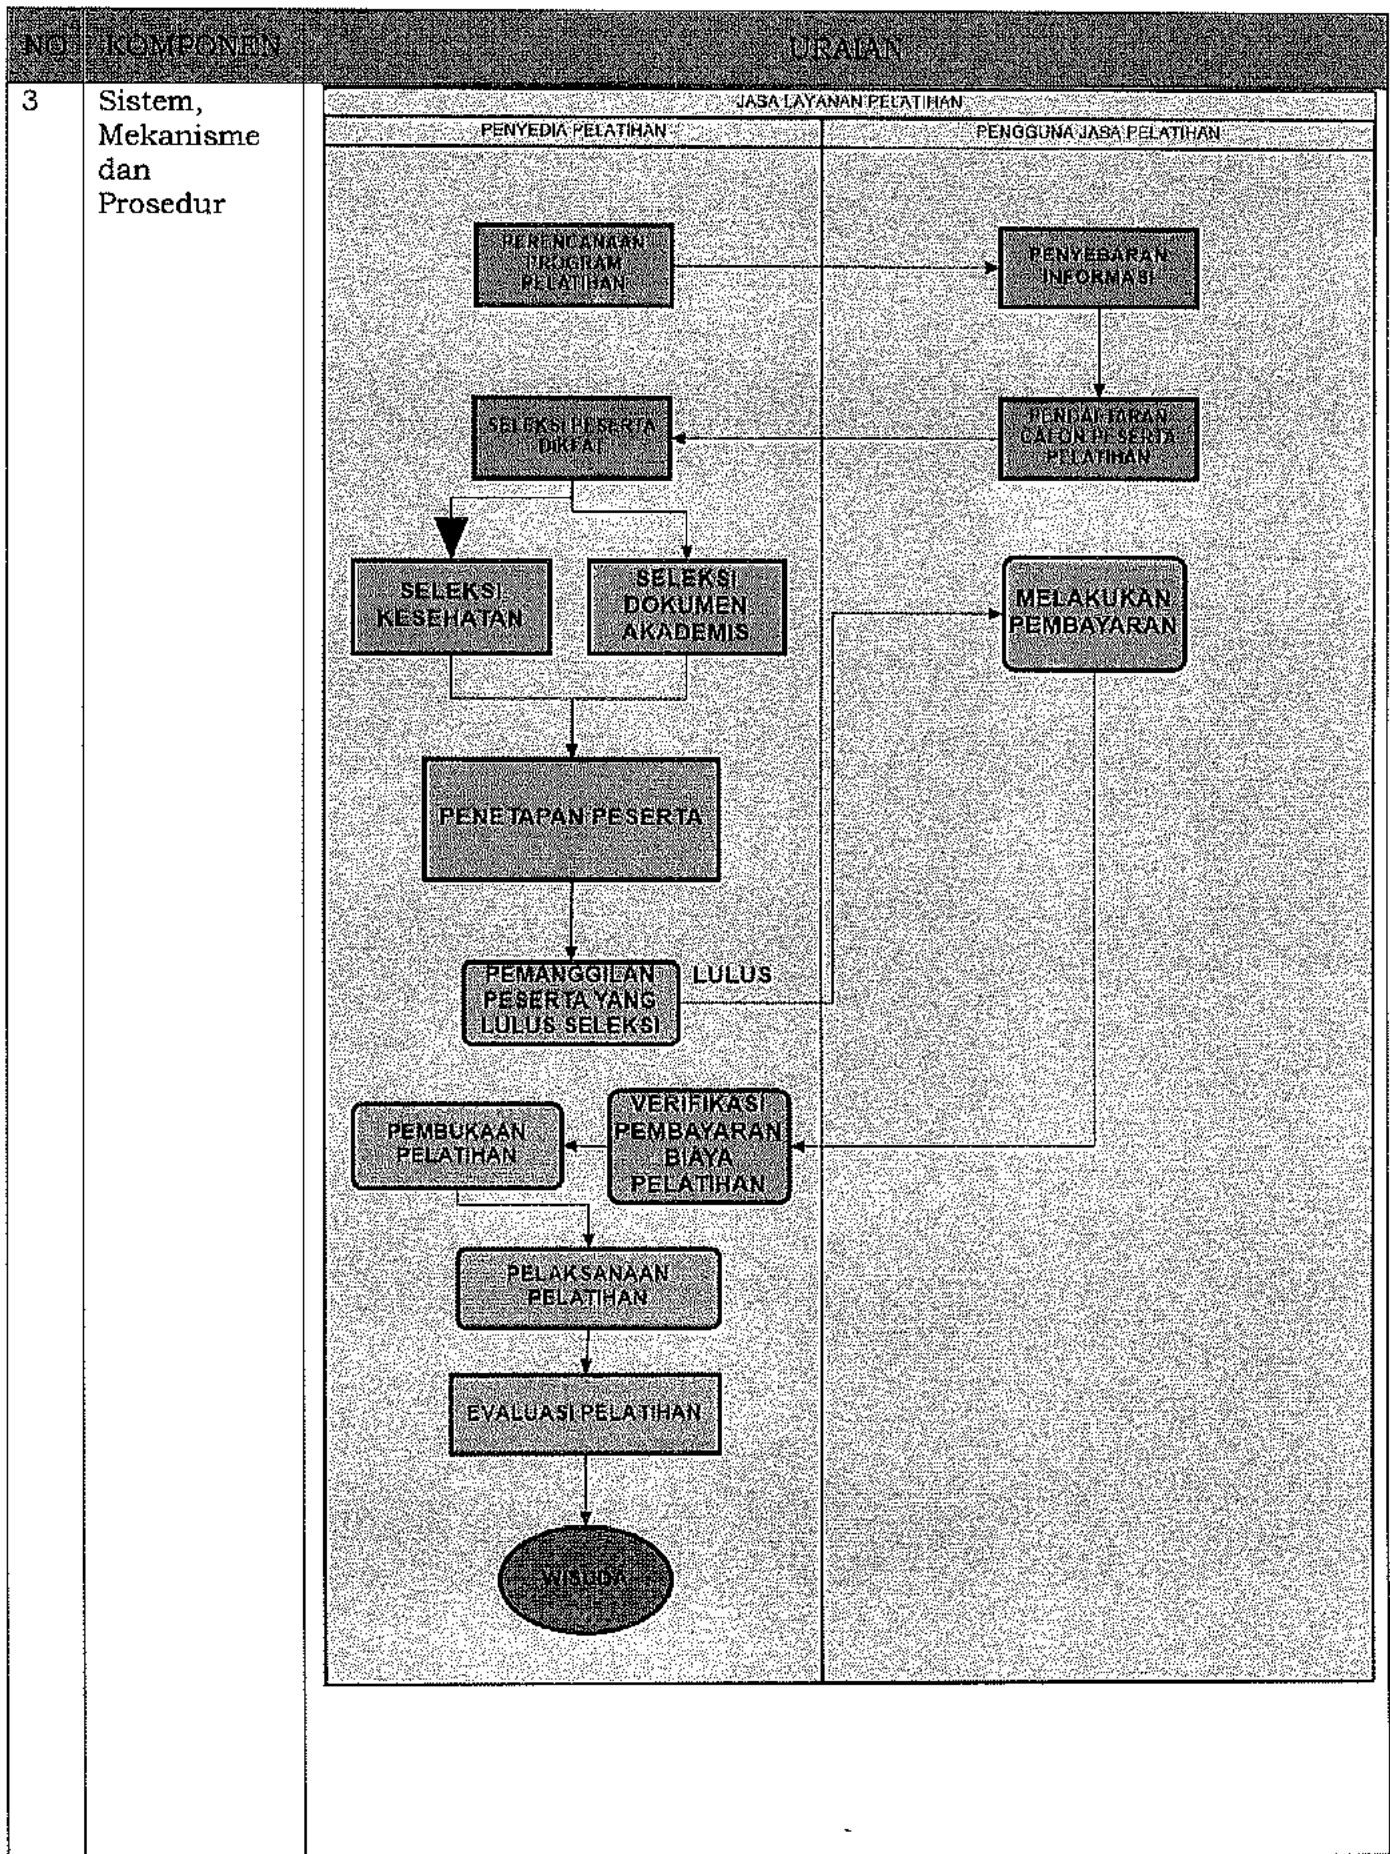 NO KOMPONEN URAIAN
3
Sistem,
Mekanisme
dan
Prosedur
JASA LAYANAN PELATIHAN
PENYEDIA PELATIHAN
PENGGUNA JASA PELATIHAN
PERENCANAAN
PROGRAM
PELATIHAN
PENYEBARAN
INFORMASI
PENDAFTARAN
CALON PESERTA
PELATIHAN
SELEKSI PESERTA
DIKLAT
SELEKSI
KESEHATAN
SELEKSI
DOKUMEN
AKADEMIS
PENETAPAN PESERTA
PEMANGGILAN
PESERTA YANG
LULUS SELEKSI
LULUS
MELAKUKAN
PEMBAYARAN
VERIFIKASI
PEMBAYARAN
BIAYA
PELATIHAN
PEMBUKAAN
PELATIHAN
PELAKSANAAN
PELATIHAN
EVALUASI PELATIHAN
WISUDA